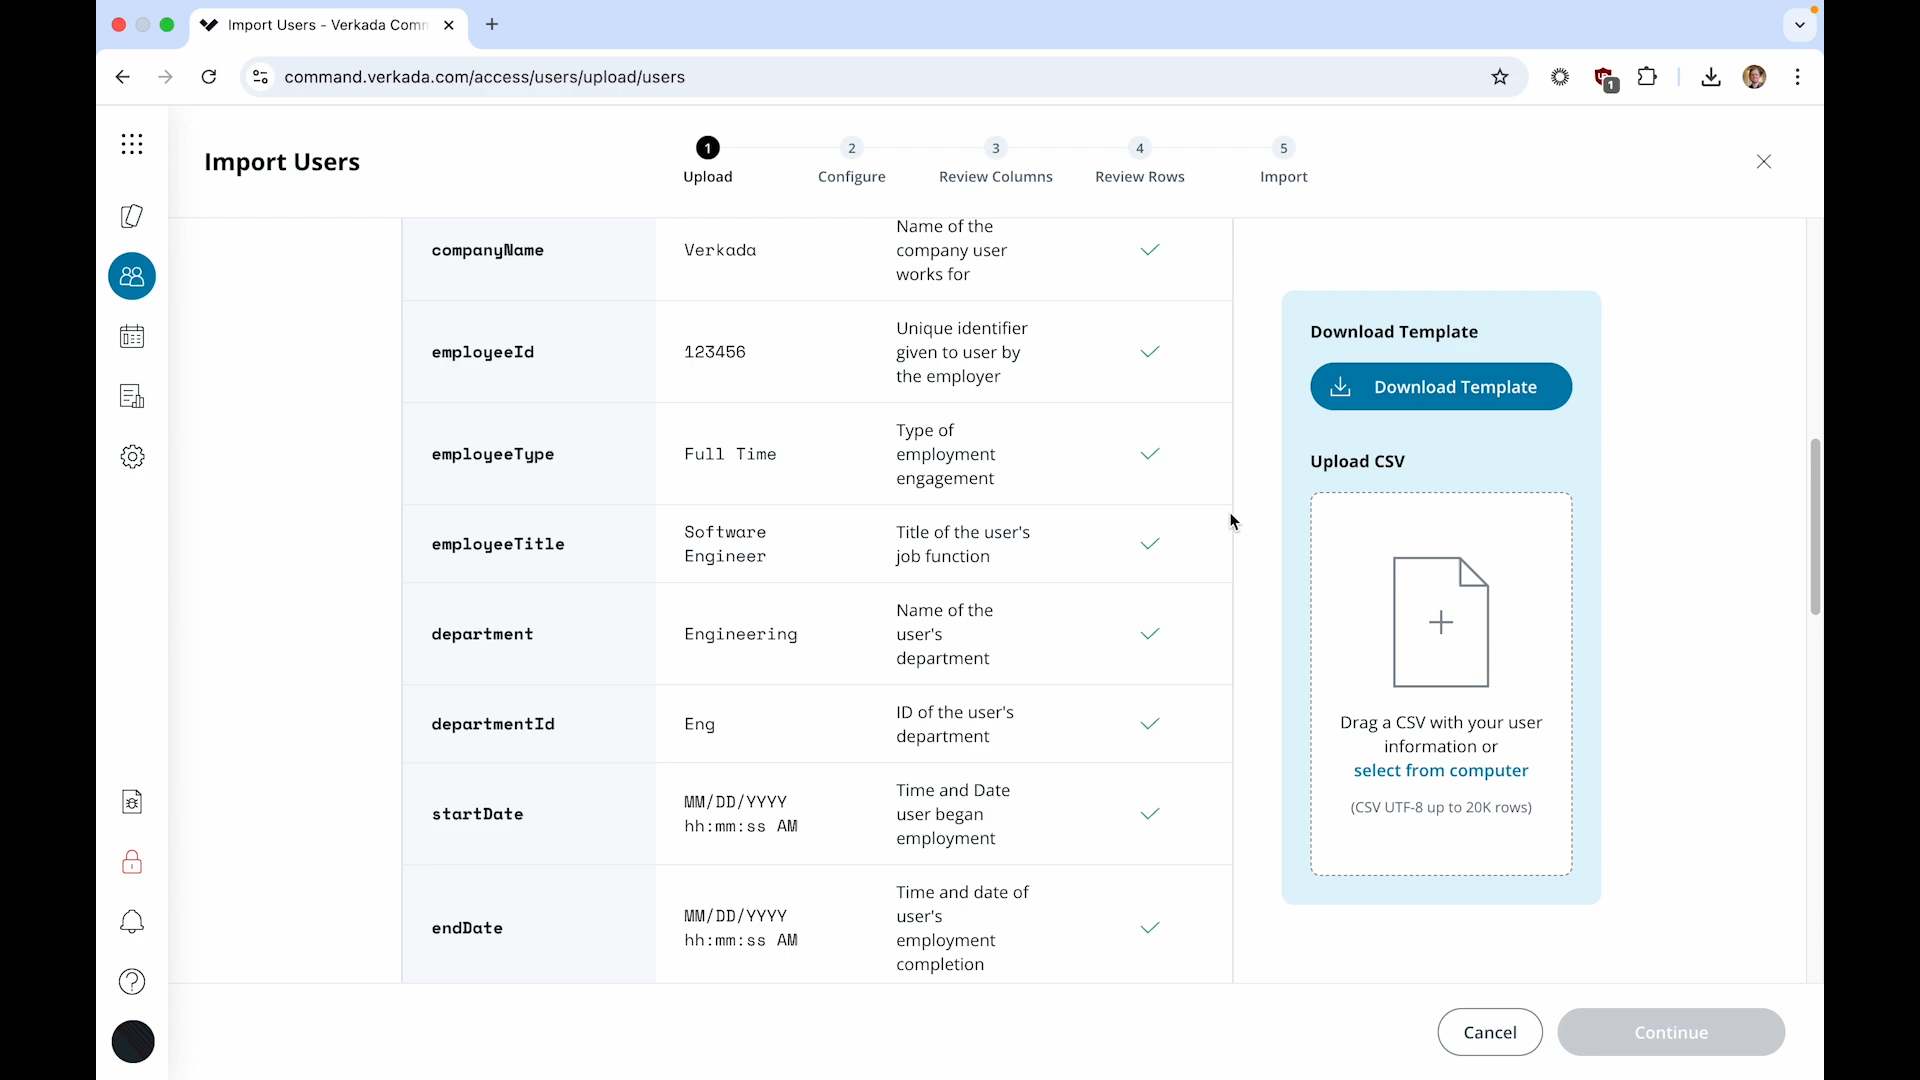 Import Users - Verkada Comm
command.verkada.com/access/users/upload/users
1
Import Users
1
Upload
2
Configure
3
Review Columns
4
Review Rows
5
Import
companyName
Verkada
Name of the
company user
works for
employeeId
123456
Unique identifier
given to user by
the employer
employeeType
Full Time
Type of
employment
engagement
employeeTitle
Software
Engineer
Title of the user's
job function
department
Engineering
Name of the
user's
department
departmentId
Eng
ID of the user's
department
startDate
MM/DD/YYYY
hh:mm:ss AM
Time and Date
user began
employment
endDate
MM/DD/YYYY
hh:mm:ss AM
Time and date of
user's
employment
completion
Download Template
Download Template
Upload CSV
Drag a CSV with your user
information or
select from computer
(CSV UTF-8 up to 20K rows)
Cancel
Continue